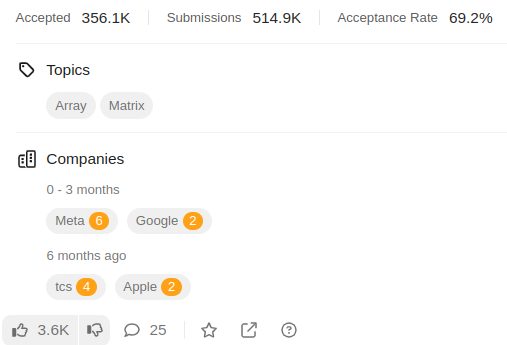 Accepted 356.1K Submissions 514.9K Acceptance Rate 69.2%
Topics
Array Matrix
Companies
0 - 3 months
Meta 6 Google 2
6 months ago
tcs 4 Apple 2
3.6K 25